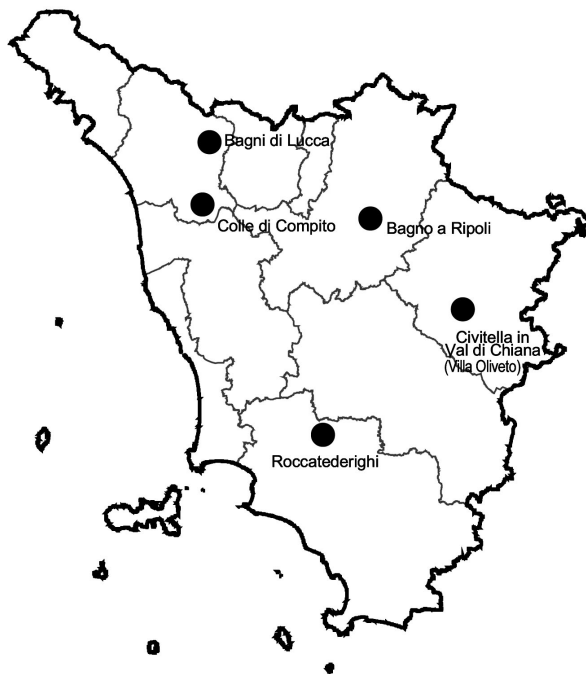 Bagni di Lucca
Colle di Compito
Bagno a Ripoli
Civitella in
Val di Chiana
(Villa Oliveto)
Roccatederighi